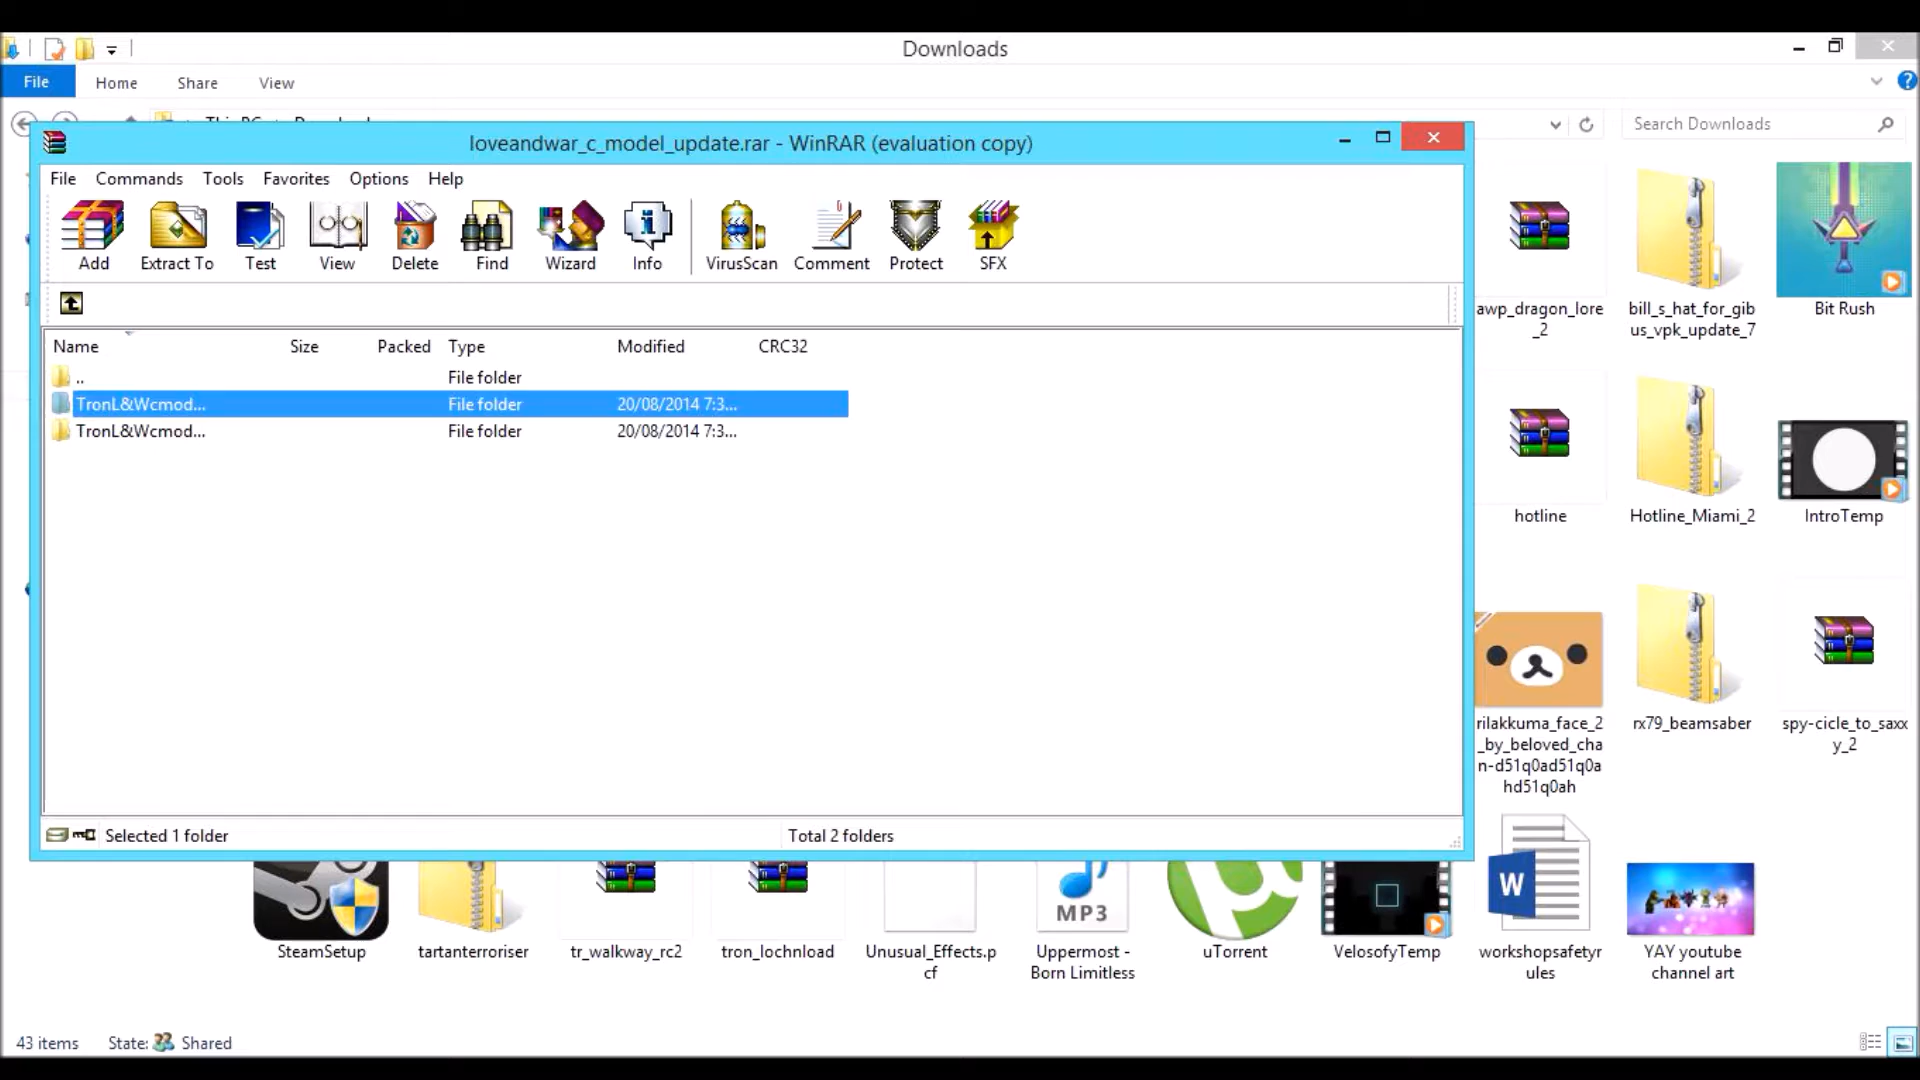 Downloads
File Home Share View
Search Downloads
loveandwar_c_model_update.rar - WinRAR (evaluation copy)
File Commands Tools Favorites Options Help
Add Extract To Test View Delete Find Wizard Info VirusScan Comment Protect SFX
Name Size Packed Type Modified CRC32
.. File folder
TronL&Wcmod... File folder 20/08/2014 7:3...
TronL&Wcmod... File folder 20/08/2014 7:3...
Selected 1 folder Total 2 folders
awp_dragon_lore
_2
bill_s_hat_for_gib
us_vpk_update_7
Bit Rush
hotline
Hotline_Miami_2
IntroTemp
rilakkuma_face_2
_by_beloved_cha
n-d51q0ad51q0a
hd51q0ah
rx79_beamsaber
spy-cicle_to_saxx
y_2
SteamSetup
tartanterroriser
tr_walkway_rc2
tron_lochnload
Unusual_Effects.p
cf
MP3
Uppermost -
Born Limitless
uTorrent
VelosofyTemp
W
workshopsafetyr
ules
YAY youtube
channel art
43 items State: Shared